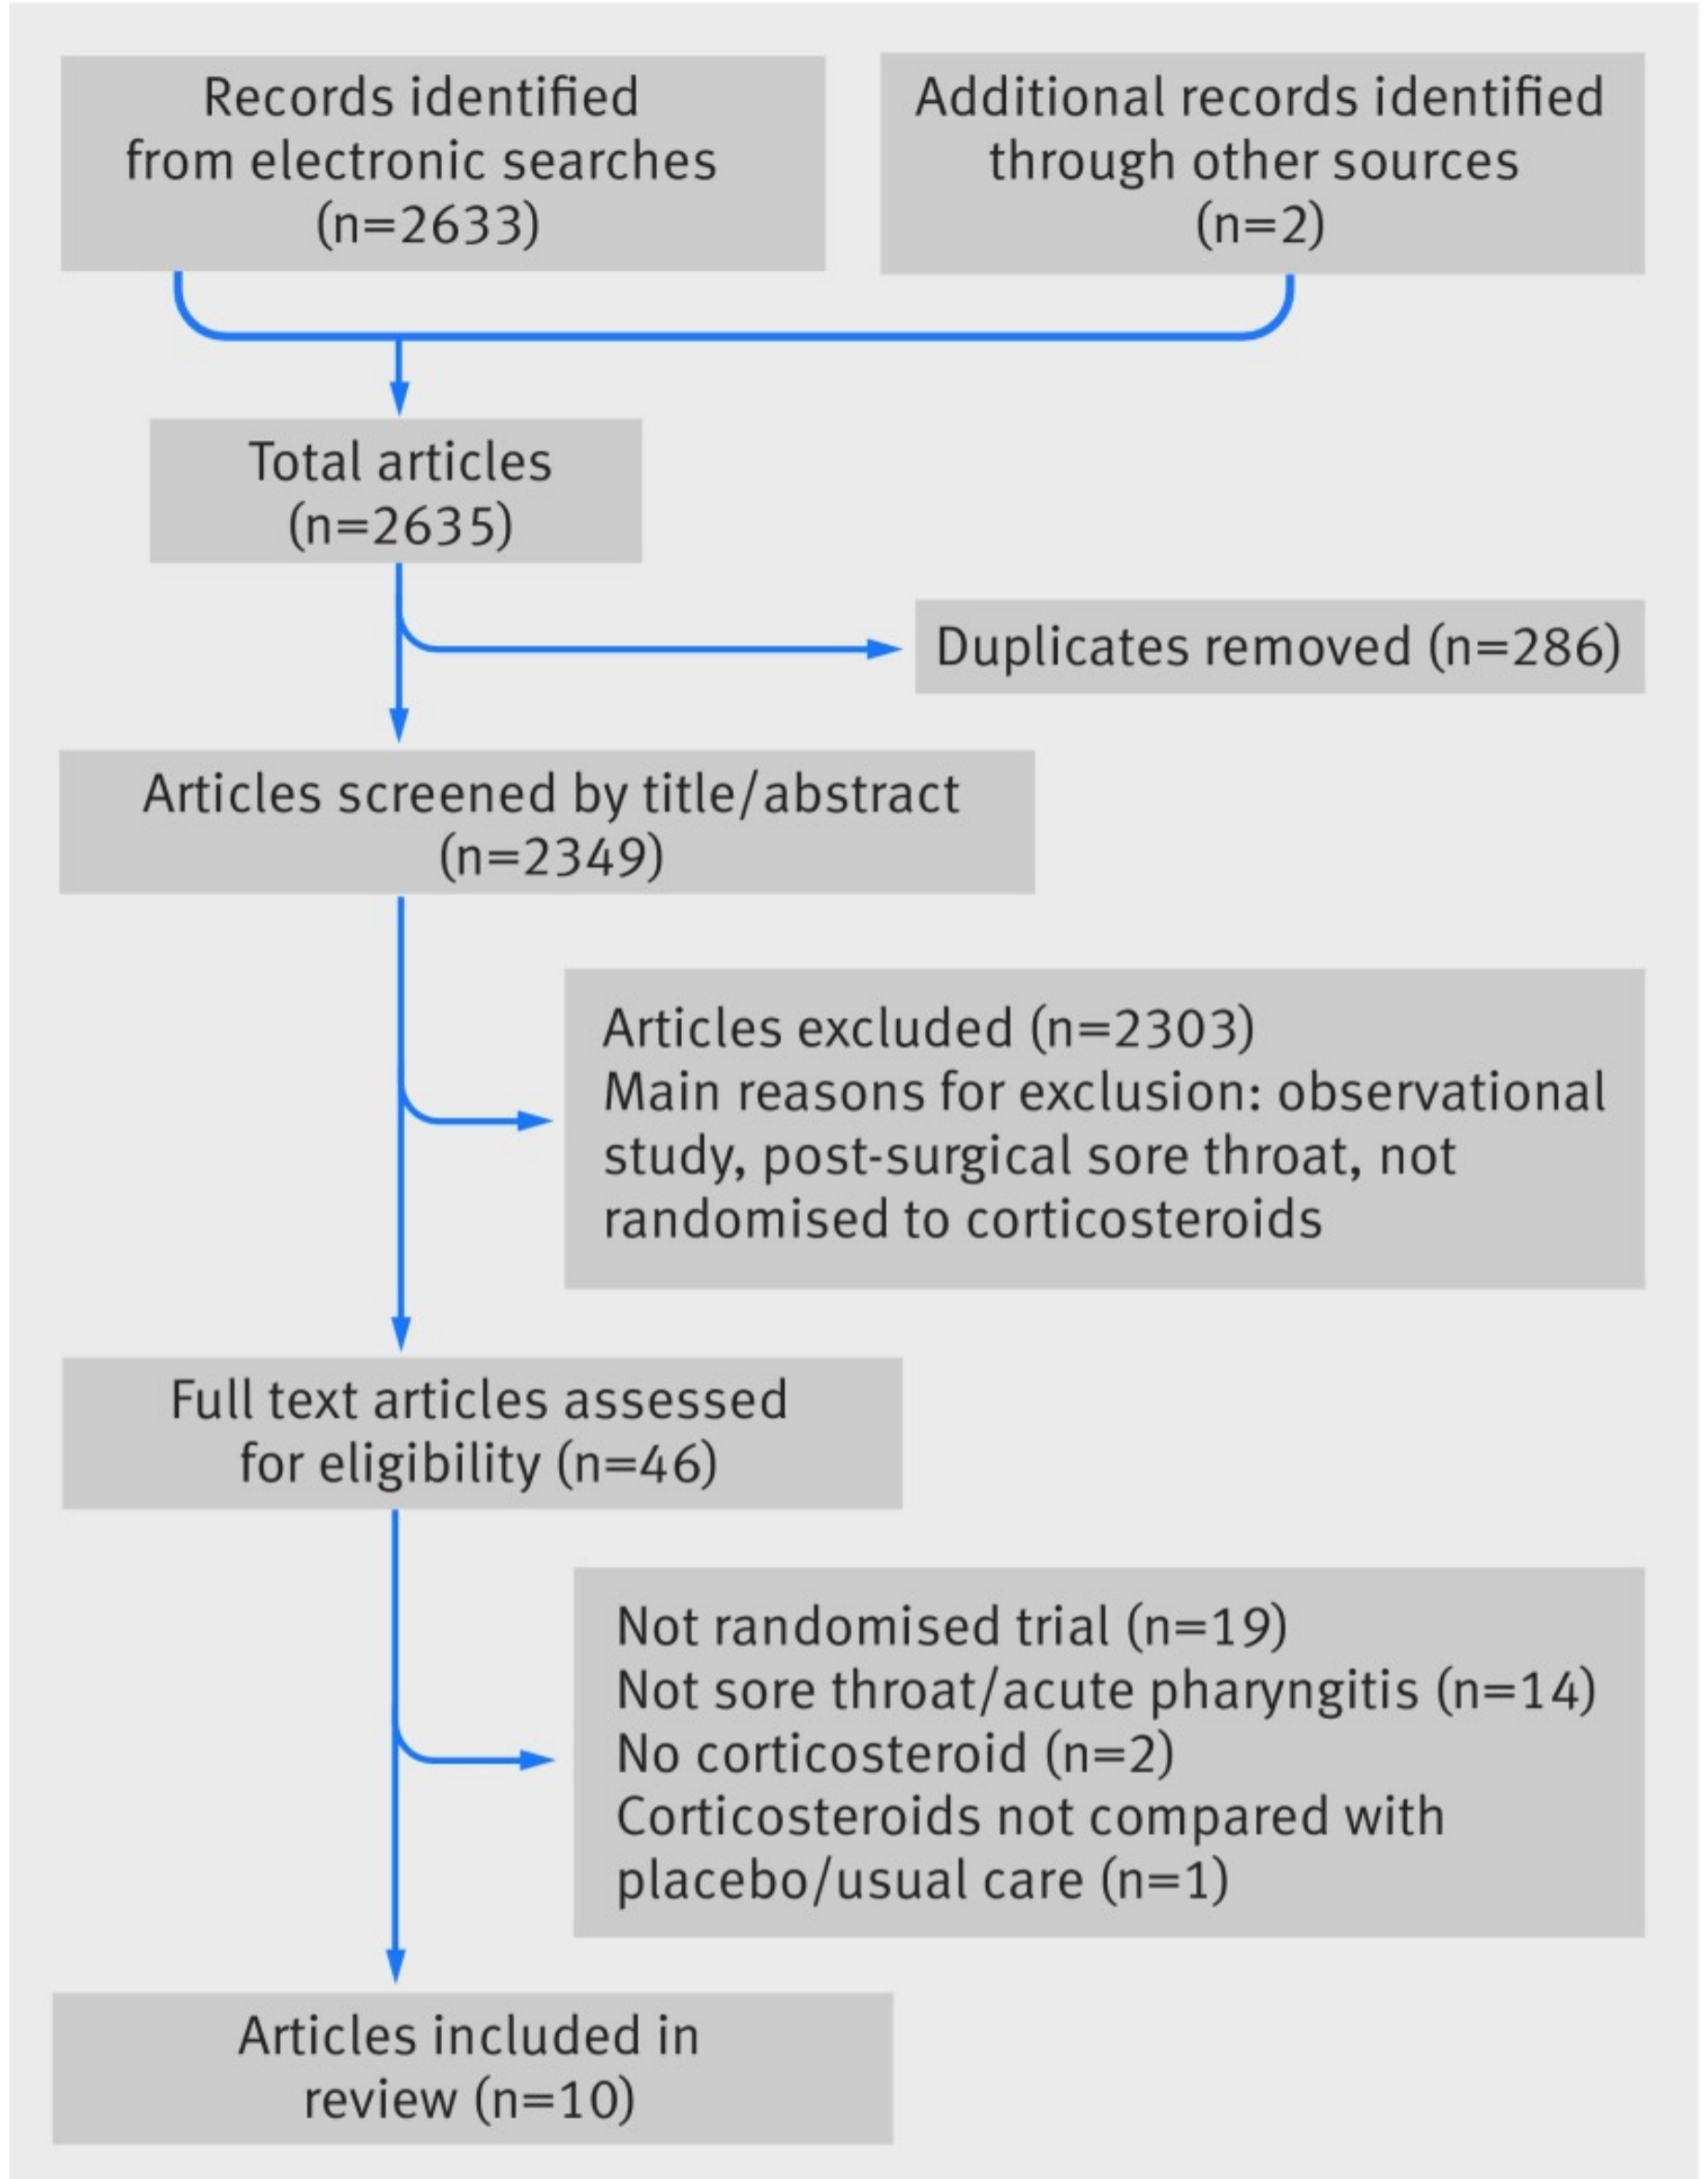 Records identified
from electronic searches
(n=2633)
Additional records identified
through other sources
(n=2)
Total articles
(n=2635)
Duplicates removed (n=286)
Articles screened by title/abstract
(n=2349)
Articles excluded (n=2303)
Main reasons for exclusion: observational
study, post-surgical sore throat, not
randomised to corticosteroids
Full text articles assessed
for eligibility (n=46)
Not randomised trial (n=19)
Not sore throat/acute pharyngitis (n=14)
No corticosteroid (n=2)
Corticosteroids not compared with
placebo/usual care (n=1)
Articles included in
review (n=10)